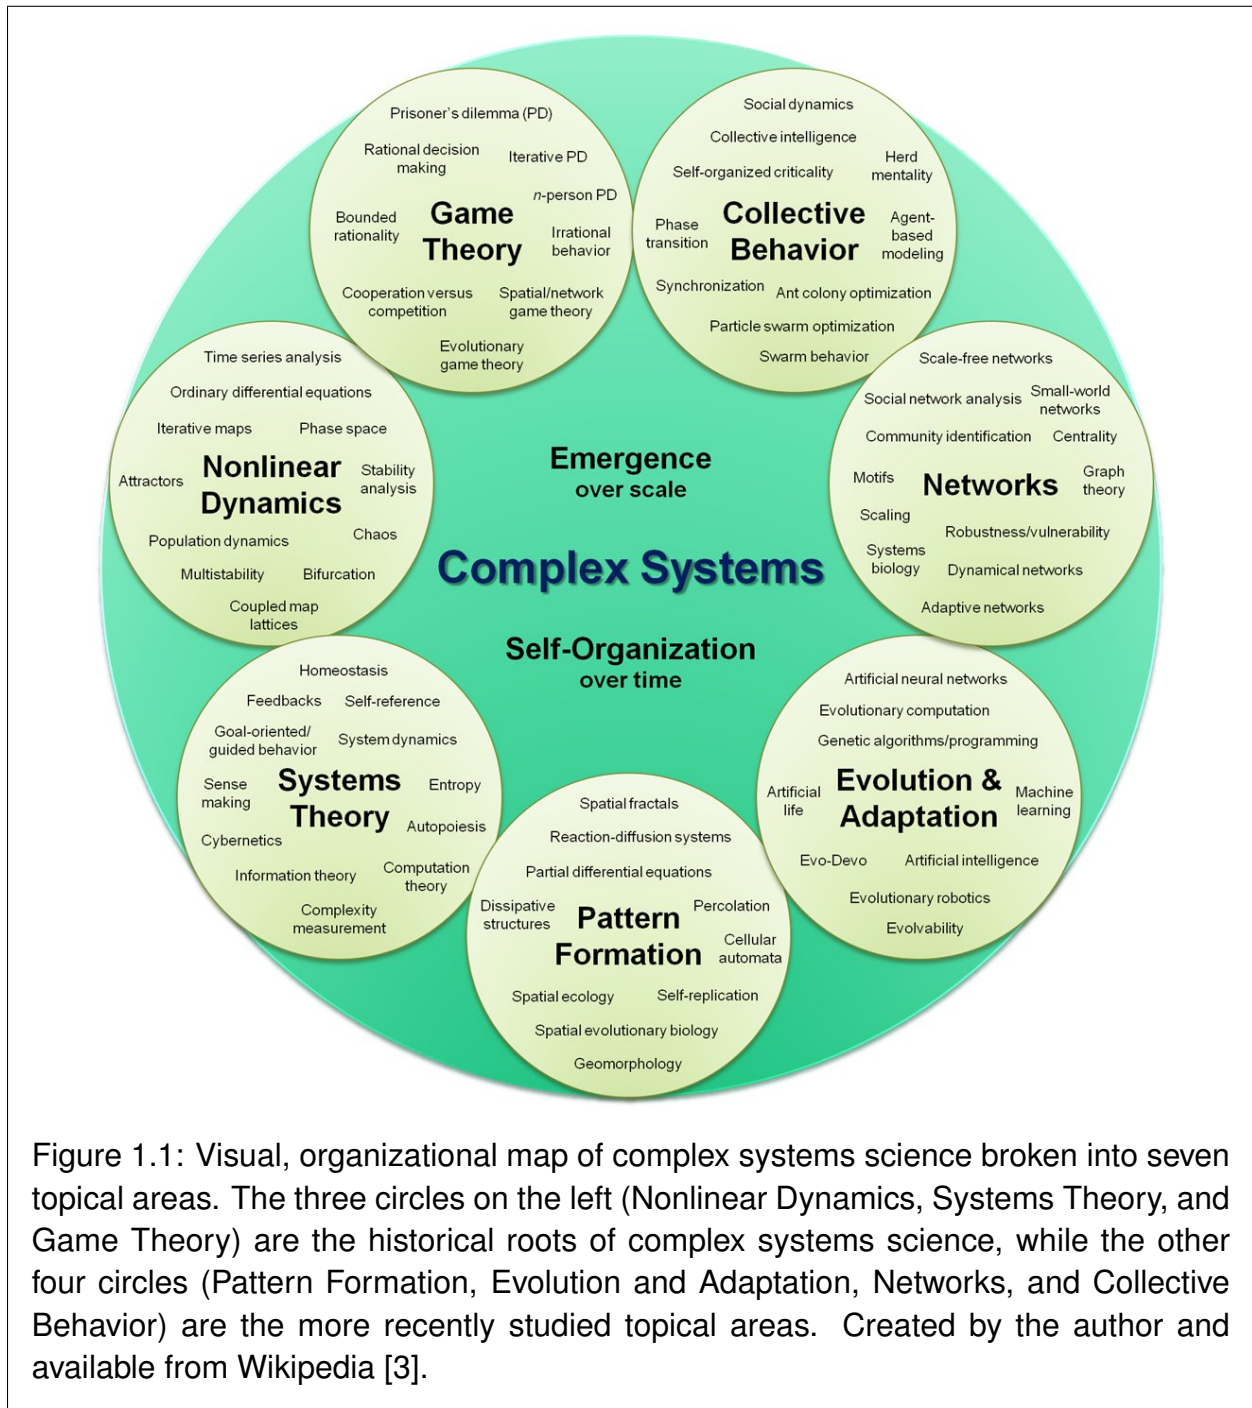 Prisoner's dilemma (PD)
Rational decision
making
Iterative PD
n-person PD
Game
Theory
Bounded
rationality
Irrational
behavior
Cooperation versus
competition
Spatial/network
game theory
Evolutionary
game theory
Social dynamics
Collective intelligence
Self-organized criticality
Herd
mentality
Phase
transition
Collective
Behavior
Agent-
based
modeling
Synchronization
Ant colony optimization
Particle swarm optimization
Swarm behavior
Time series analysis
Ordinary differential equations
Iterative maps
Phase space
Attractors
Nonlinear
Dynamics
Stability
analysis
Population dynamics
Chaos
Multistability
Bifurcation
Coupled map
lattices
Emergence
over scale
Complex Systems
Self-Organization
over time
Scale-free networks
Social network analysis
Small-world
networks
Community identification
Centrality
Motifs
Networks
Graph
theory
Scaling
Robustness/vulnerability
Systems
biology
Dynamical networks
Adaptive networks
Homeostasis
Feedbacks
Self-reference
Goal-oriented/
guided behavior
System dynamics
Sense
making
Systems
Theory
Entropy
Cybernetics
Autopoiesis
Information theory
Computation
theory
Complexity
measurement
Spatial fractals
Reaction-diffusion systems
Partial differential equations
Dissipative
structures
Pattern
Formation
Percolation
Cellular
automata
Spatial ecology
Self-replication
Spatial evolutionary biology
Geomorphology
Artificial neural networks
Evolutionary computation
Genetic algorithms/programming
Artificial
life
Evolution &
Adaptation
Machine
learning
Evo-Devo
Artificial intelligence
Evolutionary robotics
Evolvability
Figure 1.1: Visual, organizational map of complex systems science broken into seven
topical areas. The three circles on the left (Nonlinear Dynamics, Systems Theory, and
Game Theory) are the historical roots of complex systems science, while the other
four circles (Pattern Formation, Evolution and Adaptation, Networks, and Collective
Behavior) are the more recently studied topical areas. Created by the author and
available from Wikipedia [3].